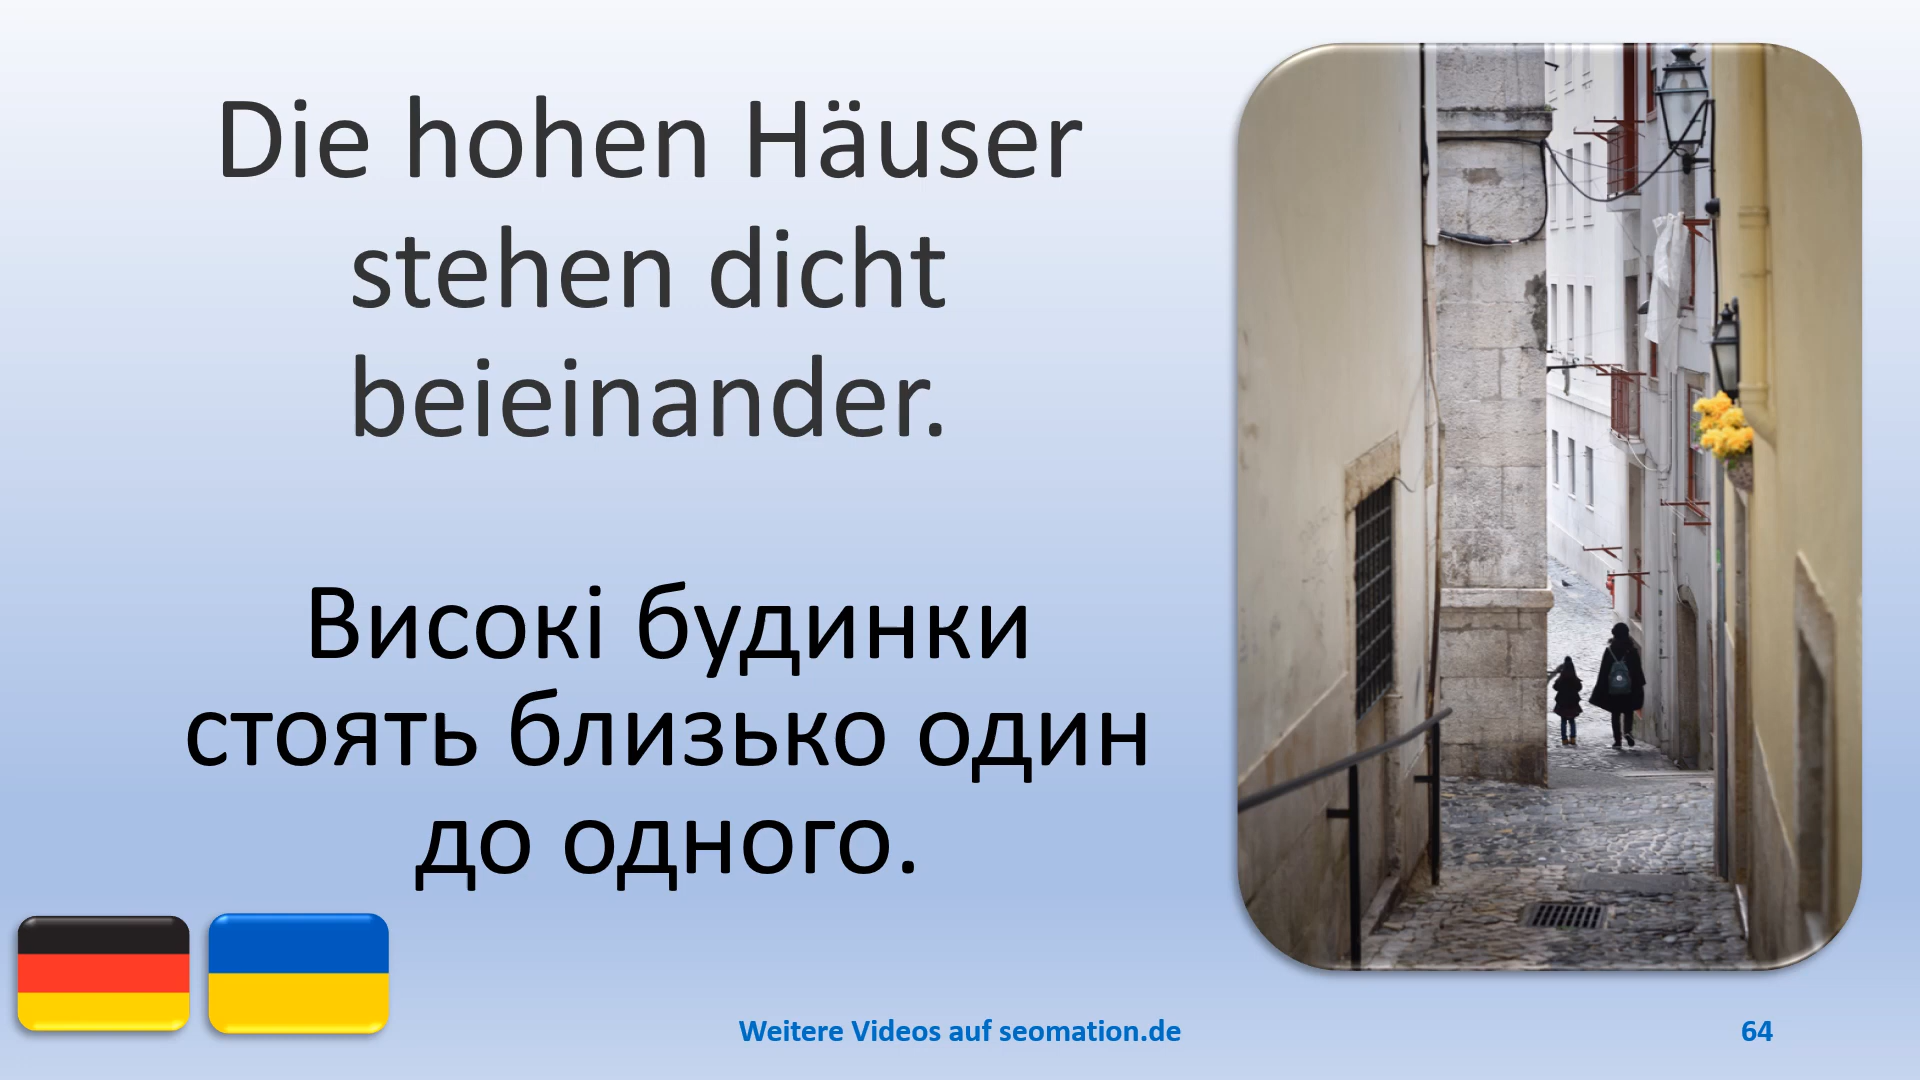 Die hohen Häuser
stehen dicht
beieinander.
Високі будинки
стоять близько один
до одного.
Weitere Videos auf seomation.de
64